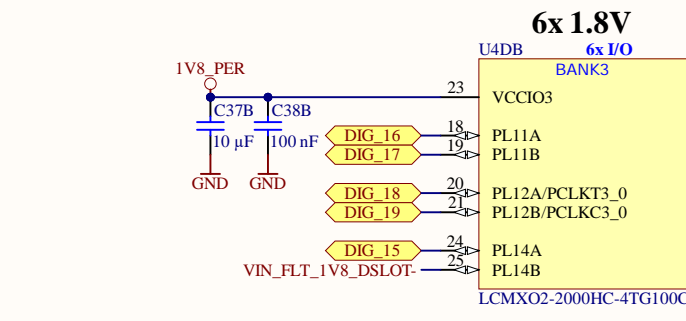 6x 1.8V
U4DB 6x I/O
BANK3
1V8_PER
23 VCCIO3
C37B C38B
10 µF 100 nF
GND GND
DIG_16 18 PL11A
DIG_17 19 PL11B
DIG_18 20 PL12A/PCLKT3_0
DIG_19 21 PL12B/PCLKC3_0
DIG_15 24 PL14A
VIN_FLT_1V8_DSLOT- 25 PL14B
LCMXO2-2000HC-4TG100C